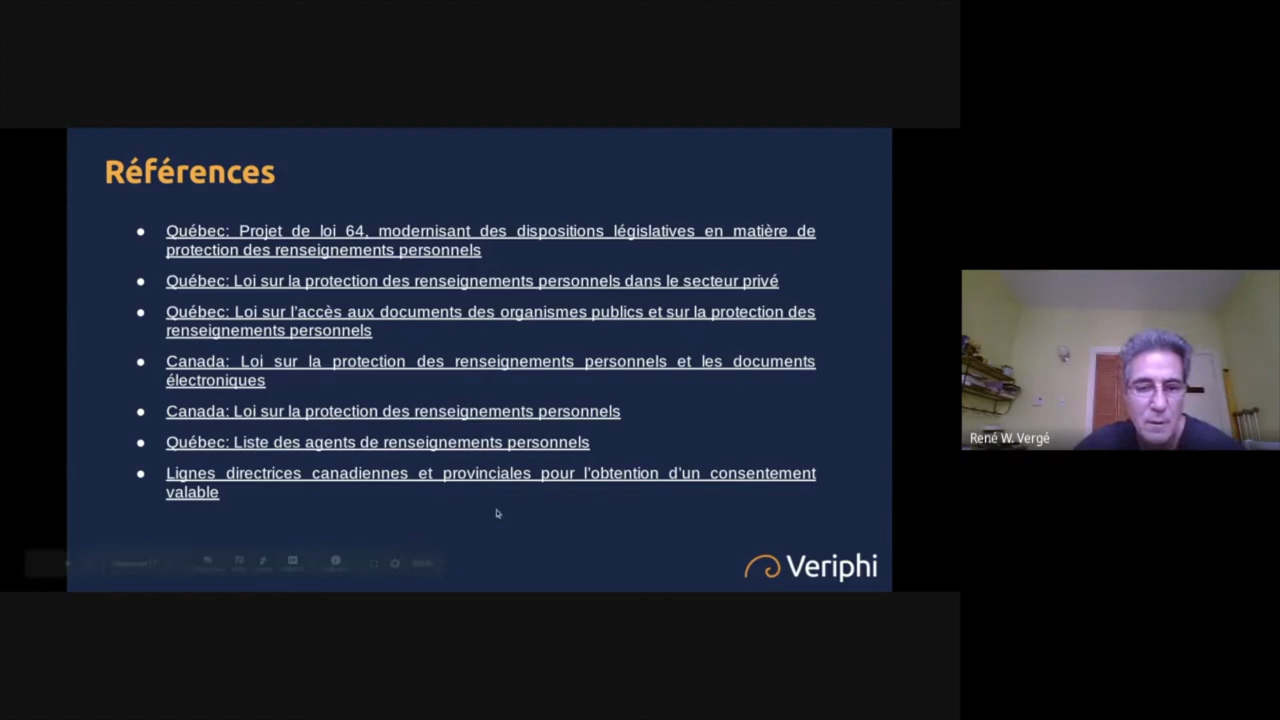 Références
● Québec: Projet de loi 64, modernisant des dispositions législatives en matière de
protection des renseignements personnels
● Québec: Loi sur la protection des renseignements personnels dans le secteur privé
● Québec: Loi sur l’accès aux documents des organismes publics et sur la protection des
renseignements personnels
● Canada: Loi sur la protection des renseignements personnels et les documents
électroniques
● Canada: Loi sur la protection des renseignements personnels
● Québec: Liste des agents de renseignements personnels
● Lignes directrices canadiennes et provinciales pour l’obtention d’un consentement
valable
Veriphi
René W. Vergé